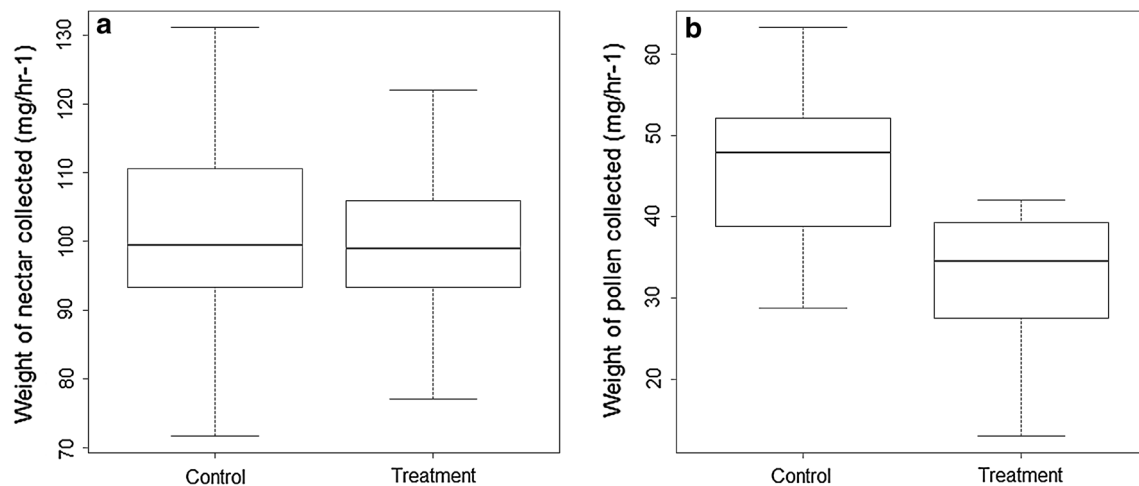 a
Weight of nectar collected (mg/hr-1)
130
120
110
100
90
80
70
Control
Treatment
b
Weight of pollen collected (mg/hr-1)
60
50
40
30
20
Control
Treatment